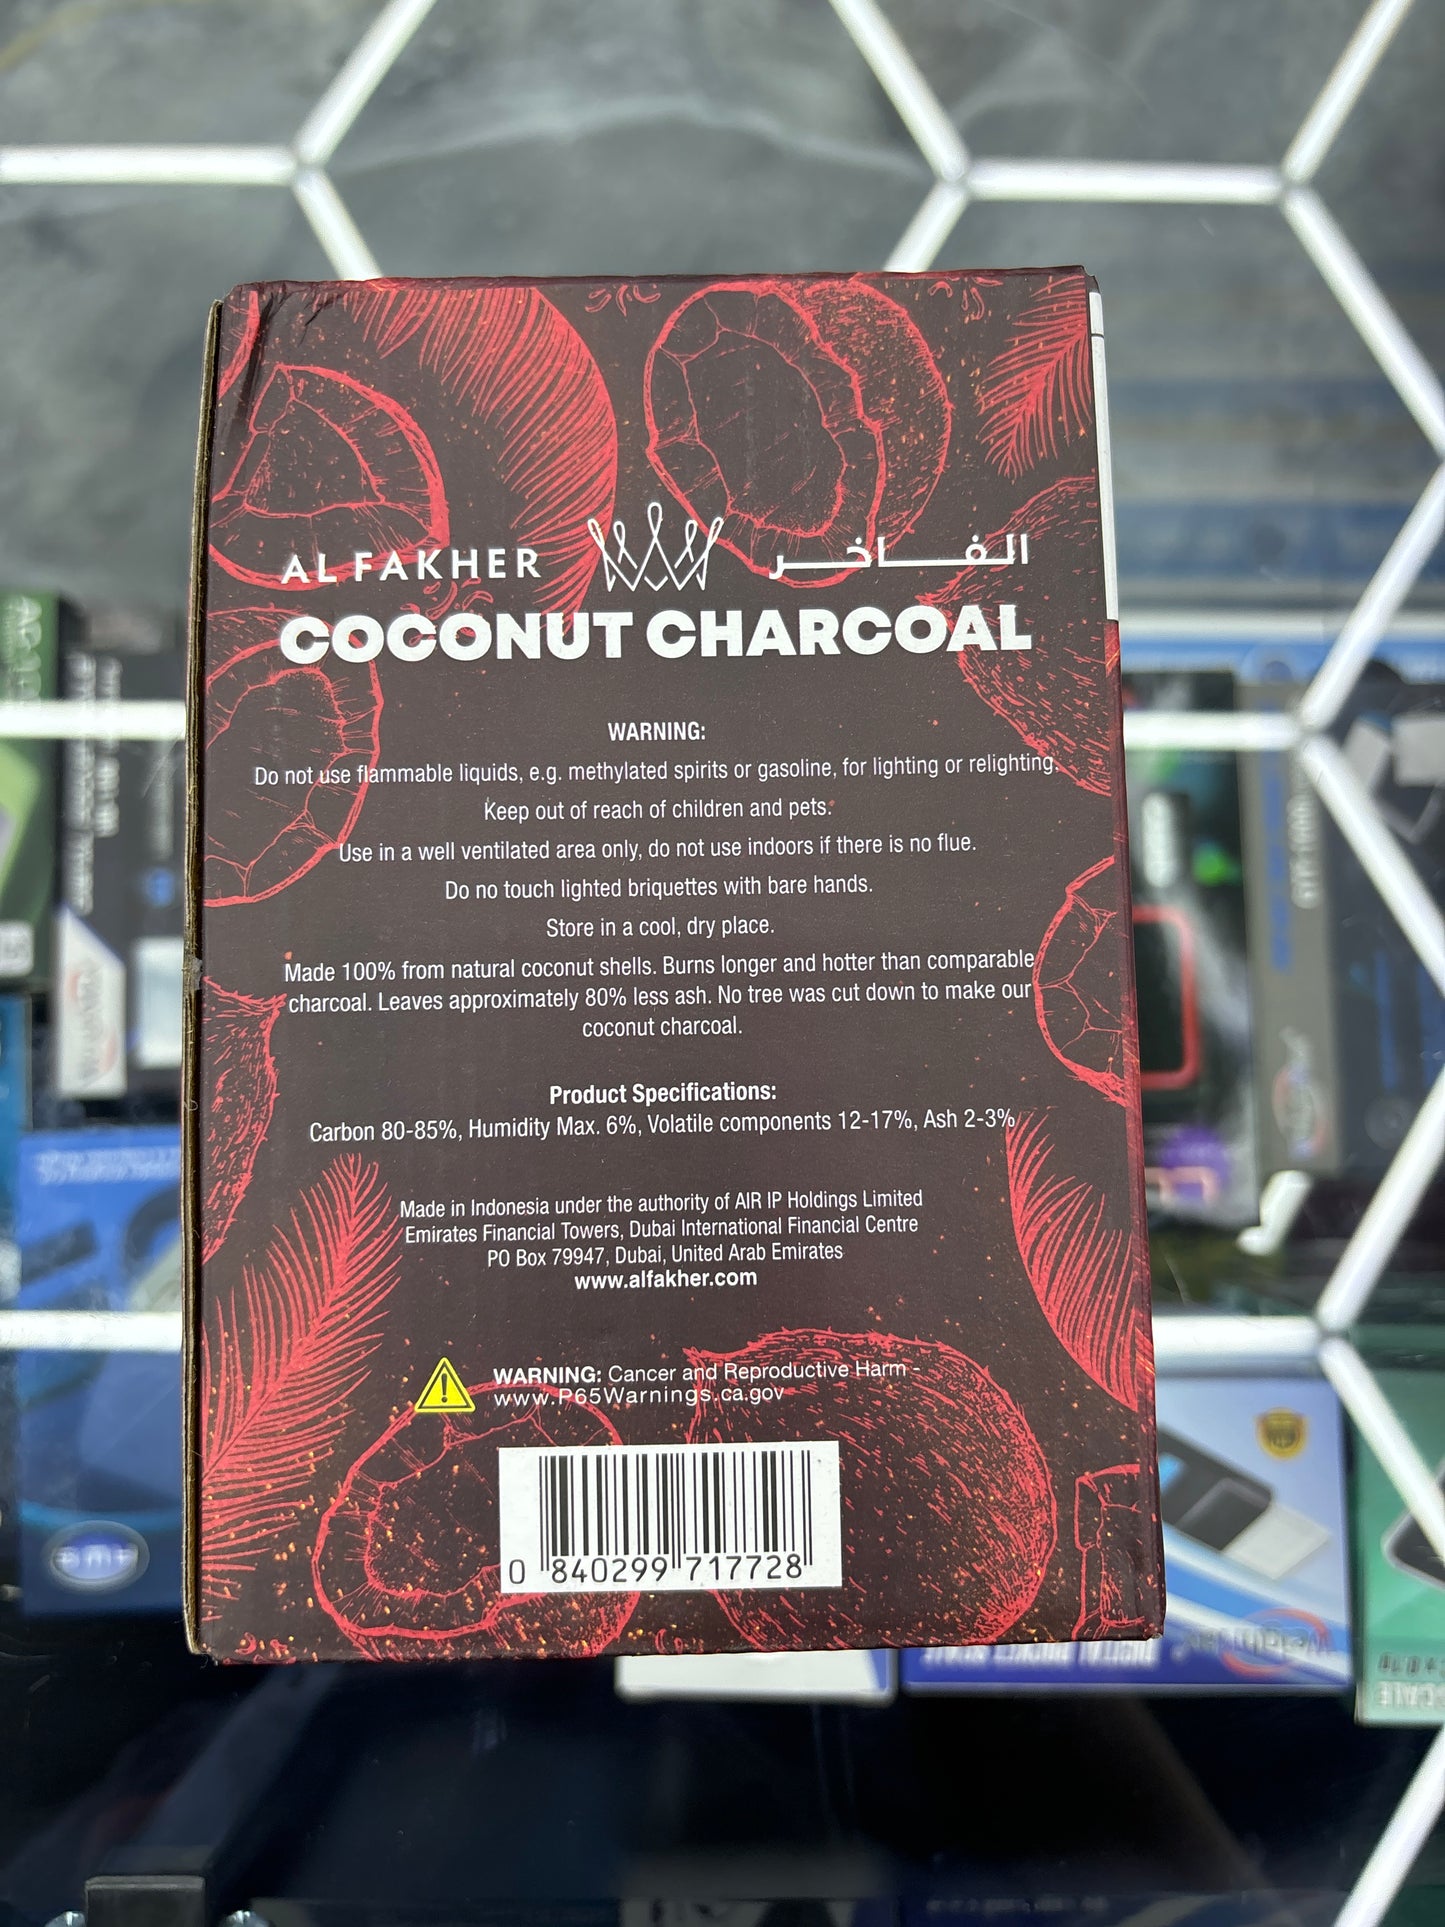 AL FAKHER الفاخر
COCONUT CHARCOAL
WARNING:
Do not use flammable liquids, e.g. methylated spirits or gasoline, for lighting or relighting.
Keep out of reach of children and pets.
Use in a well ventilated area only, do not use indoors if there is no flue.
Do no touch lighted briquettes with bare hands.
Store in a cool, dry place.
Made 100% from natural coconut shells. Burns longer and hotter than comparable
charcoal. Leaves approximately 80% less ash. No tree was cut down to make our
coconut charcoal.
Product Specifications:
Carbon 80-85%, Humidity Max. 6%, Volatile components 12-17%, Ash 2-3%
Made in Indonesia under the authority of AIR IP Holdings Limited
Emirates Financial Towers, Dubai International Financial Centre
PO Box 79947, Dubai, United Arab Emirates
www.alfakher.com
WARNING: Cancer and Reproductive Harm -
www.P65Warnings.ca.gov
0 840299 717728